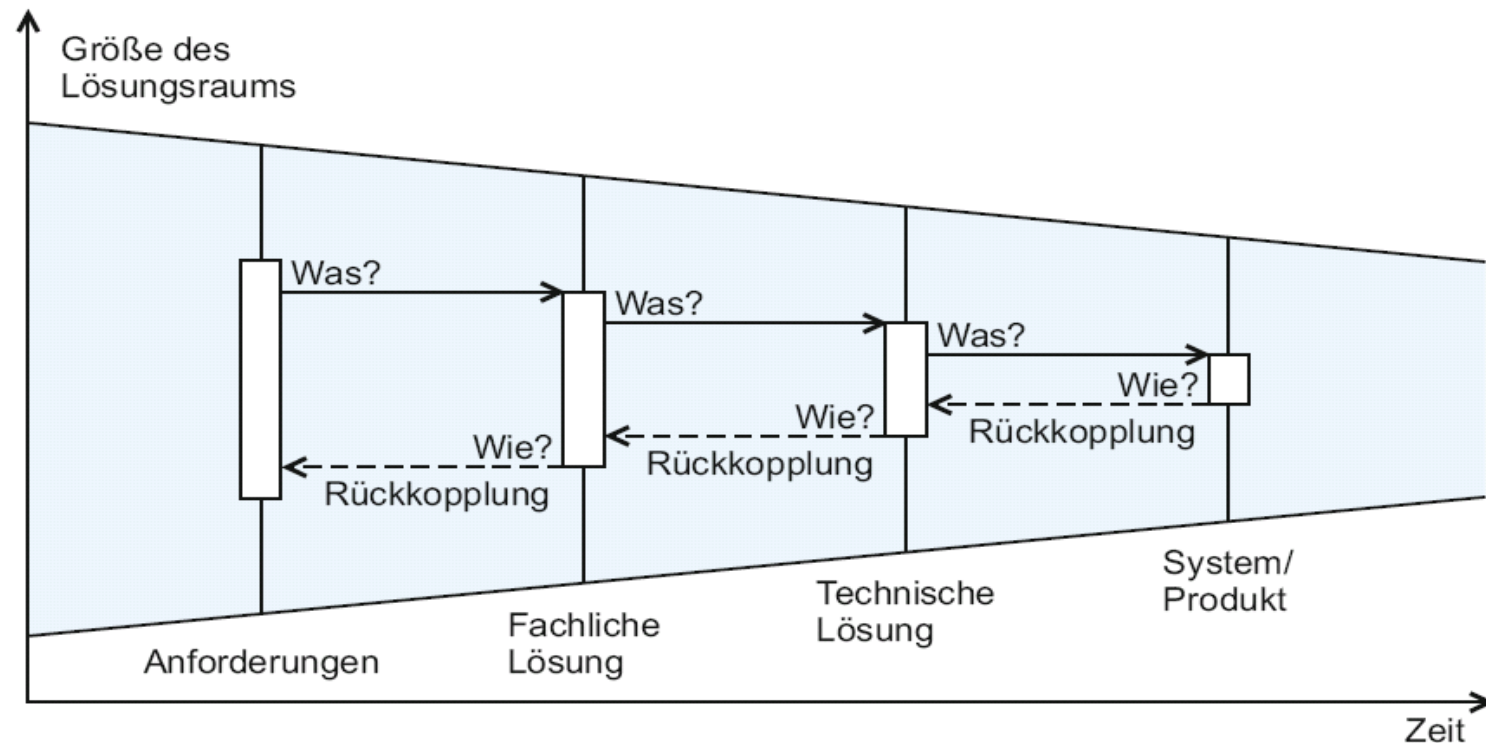 Größe des
Lösungsraums
Was?
Was?
Was?
Wie?
Rückkopplung
Wie?
Rückkopplung
Wie?
Rückkopplung
Anforderungen
Fachliche
Lösung
Technische
Lösung
System/
Produkt
Zeit